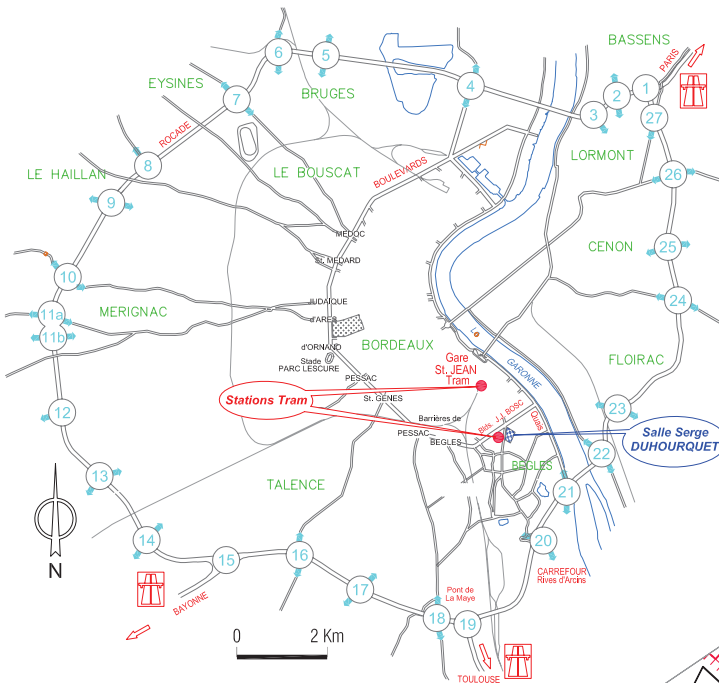 BASSENS
PARIS
6
5
EYSINES
BRUGES
4
7
2
1
3
27
ROCADE
LORMONT
8
LE HAILLAN
LE BOUSCAT
BOULEVARDS
26
9
MEDOC
CENON
25
St. MEDARD
10
24
JUDAÏQUE
11a
MERIGNAC
d'ARES
11b
BORDEAUX
d'ORNANO
Stade
PARC LESCURE
Gare
St. JEAN
Tram
GARONNE
FLOIRAC
PESSAC
Stations Tram
St. GENES
23
12
Barrières de
Blds. J-J. BOSC
Quais
PESSAC
BEGLES
Salle Serge
DUHOURQUET
22
BEGLES
13
TALENCE
21
14
20
N
15
16
CARREFOUR
Rives d'Arcins
17
BAYONNE
Pont de
La Maye
18
19
0 2 Km
TOULOUSE